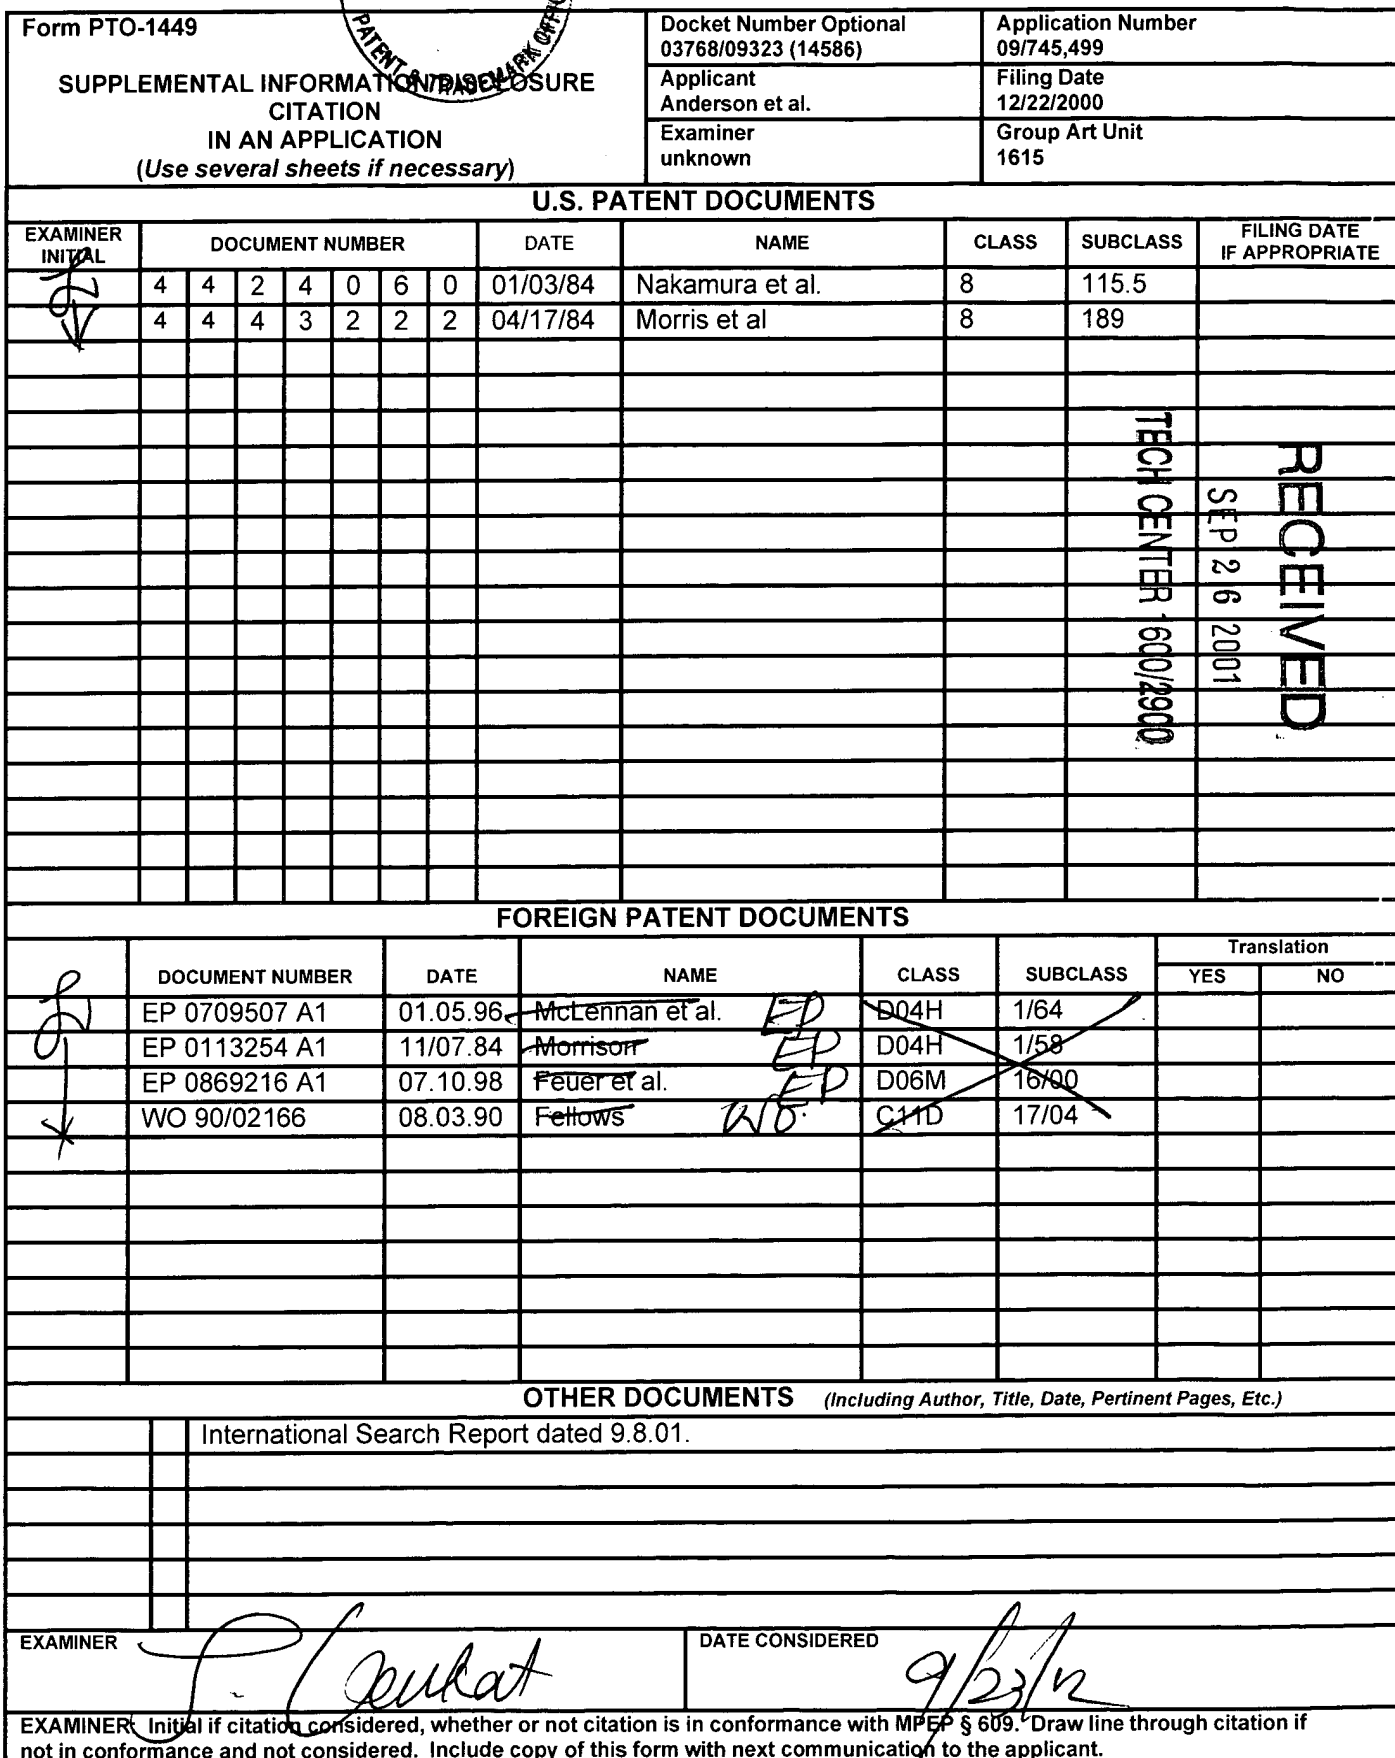 Form PTO-1449
PATENT & TRADEMARK OFFIC
SUPPLEMENTAL INFORMATION DISCLOSURE
CITATION
IN AN APPLICATION
(Use several sheets if necessary)
Docket Number Optional
03768/09323 (14586)
Application Number
09/745,499
Applicant
Anderson et al.
Filing Date
12/22/2000
Examiner
unknown
Group Art Unit
1615
U.S. PATENT DOCUMENTS
EXAMINER INITIAL DOCUMENT NUMBER DATE NAME CLASS SUBCLASS FILING DATE IF APPROPRIATE
4 4 2 4 0 6 0 01/03/84 Nakamura et al. 8 115.5
4 4 4 3 2 2 2 04/17/84 Morris et al 8 189
RECEIVED
SEP 26 2001
TECH CENTER 1600/2900
FOREIGN PATENT DOCUMENTS
DOCUMENT NUMBER DATE NAME CLASS SUBCLASS Translation YES NO
EP 0709507 A1 01.05.96 McLennan et al. EP D04H 1/64
EP 0113254 A1 11/07.84 Morrison EP D04H 1/58
EP 0869216 A1 07.10.98 Feuer et al. EP D06M 16/00
WO 90/02166 08.03.90 Fellows WO. C11D 17/04
OTHER DOCUMENTS (Including Author, Title, Date, Pertinent Pages, Etc.)
International Search Report dated 9.8.01.
EXAMINER
DATE CONSIDERED
EXAMINER: Initial if citation considered, whether or not citation is in conformance with MPEP § 609. Draw line through citation if
not in conformance and not considered. Include copy of this form with next communication to the applicant.